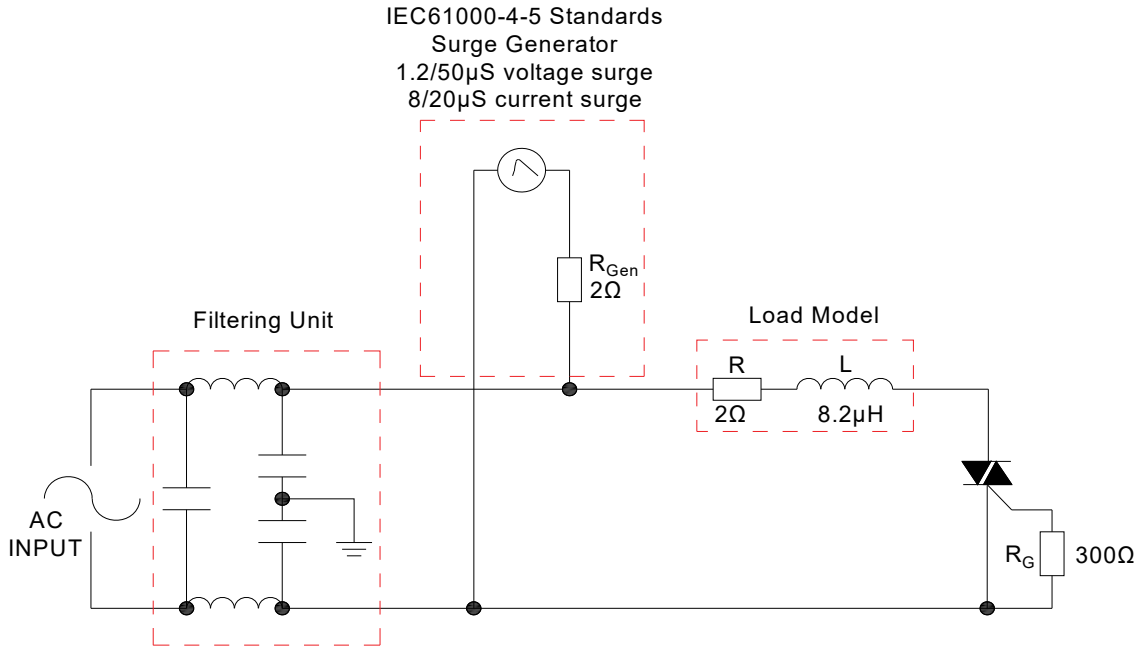 IEC61000-4-5 Standards
Surge Generator
1.2/50μS voltage surge
8/20μS current surge
RGen
2Ω
Filtering Unit
Load Model
R
L
2Ω
8.2μH
AC
INPUT
RG
300Ω